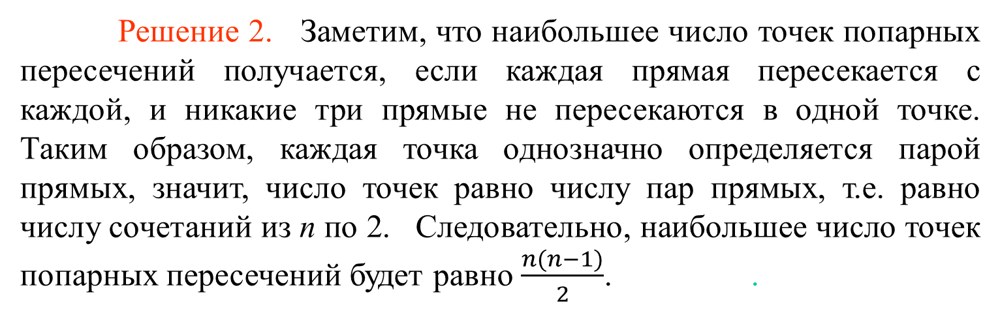 Решение 2. Заметим, что наибольшее число точек попарных
пересечений получается, если каждая прямая пересекается с
каждой, и никакие три прямые не пересекаются в одной точке.
Таким образом, каждая точка однозначно определяется парой
прямых, значит, число точек равно числу пар прямых, т.е. равно
числу сочетаний из n по 2. Следовательно, наибольшее число точек
попарных пересечений будет равно \frac{n(n-1)}{2}. .